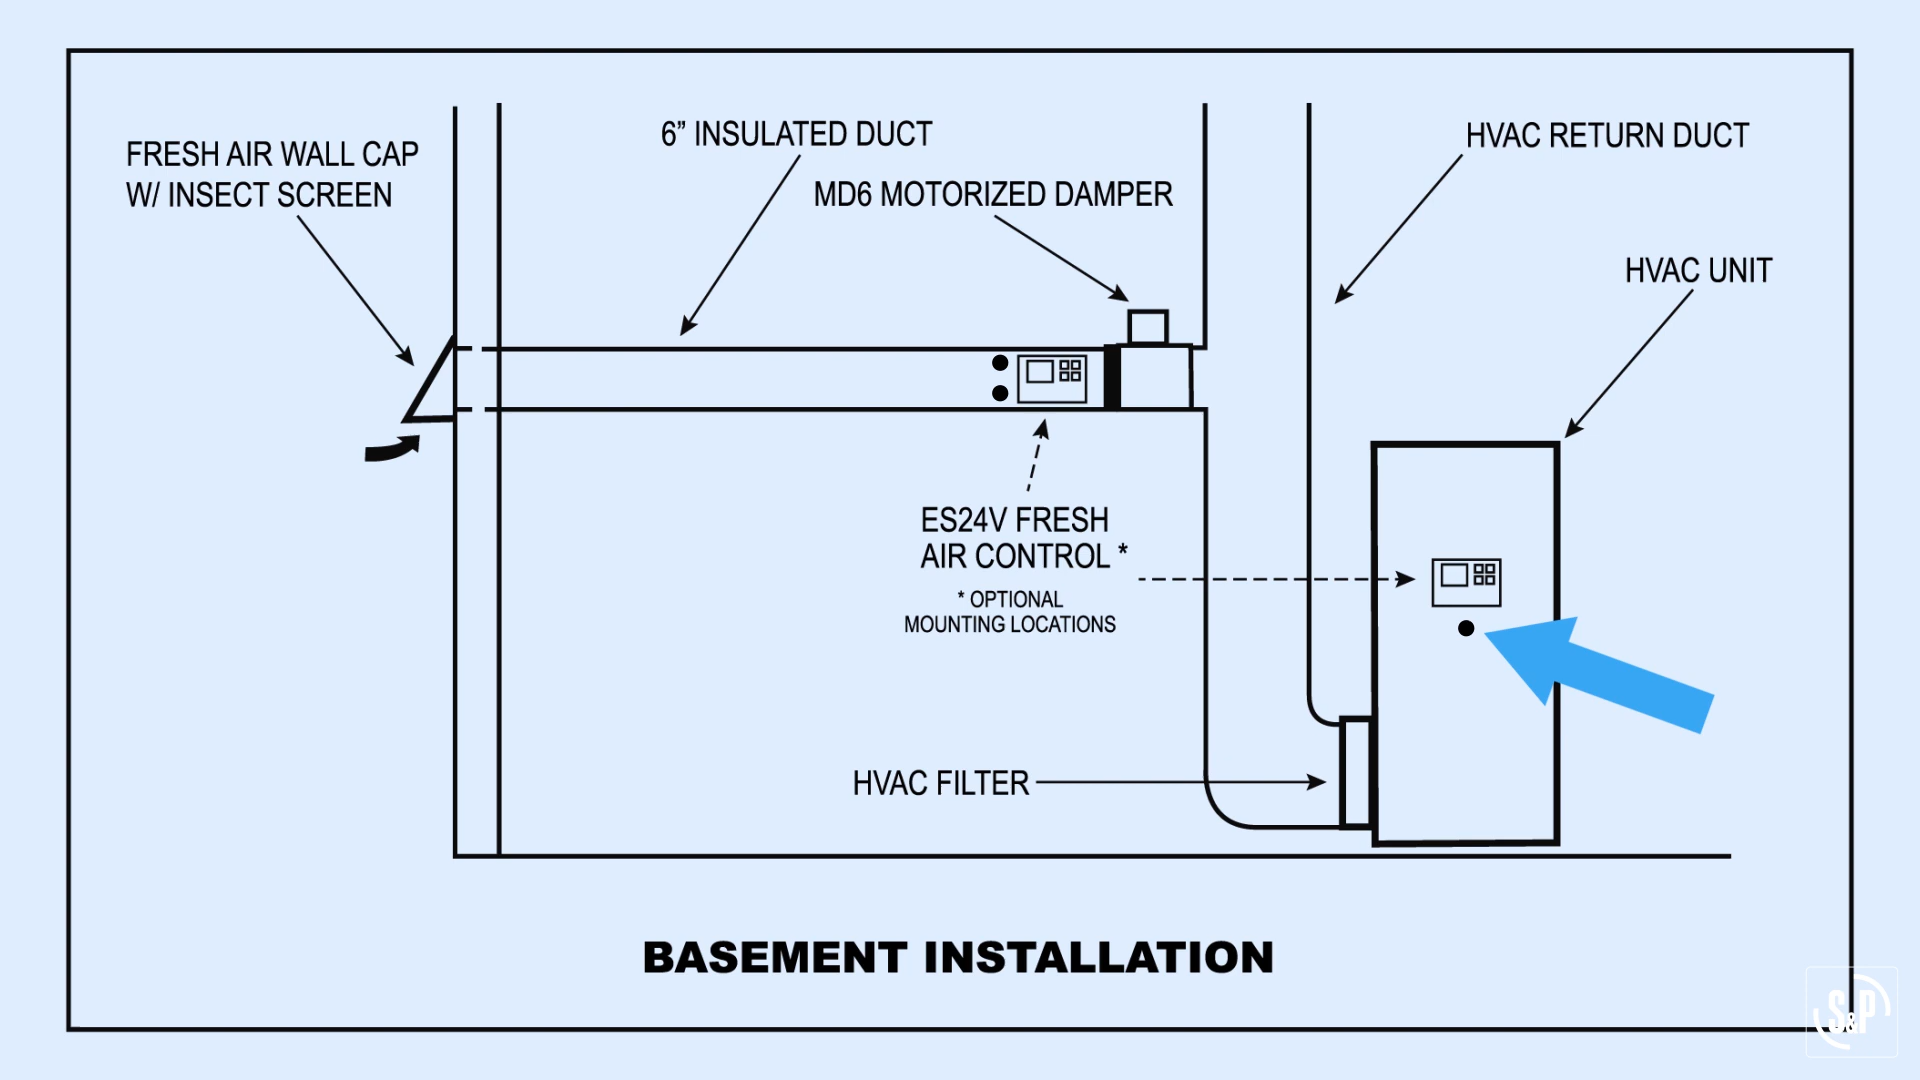 FRESH AIR WALL CAP
W/ INSECT SCREEN
6” INSULATED DUCT
MD6 MOTORIZED DAMPER
HVAC RETURN DUCT
HVAC UNIT
ES24V FRESH
AIR CONTROL *
* OPTIONAL
MOUNTING LOCATIONS
HVAC FILTER
BASEMENT INSTALLATION
S&P